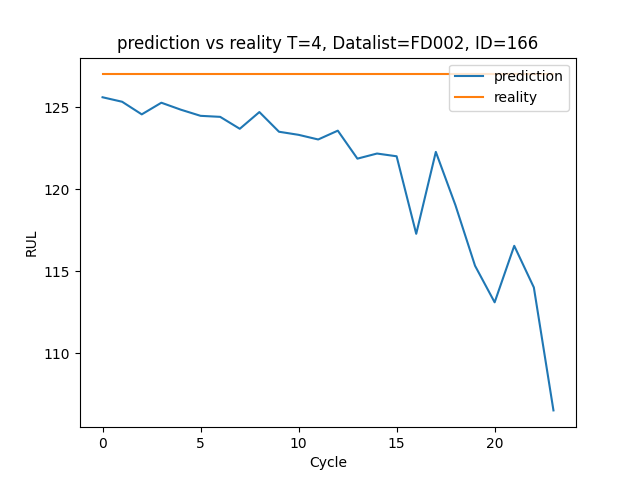 prediction vs reality T=4, Datalist=FD002, ID=166
prediction
reality
125
120
115
110
RUL
0 5 10 15 20
Cycle